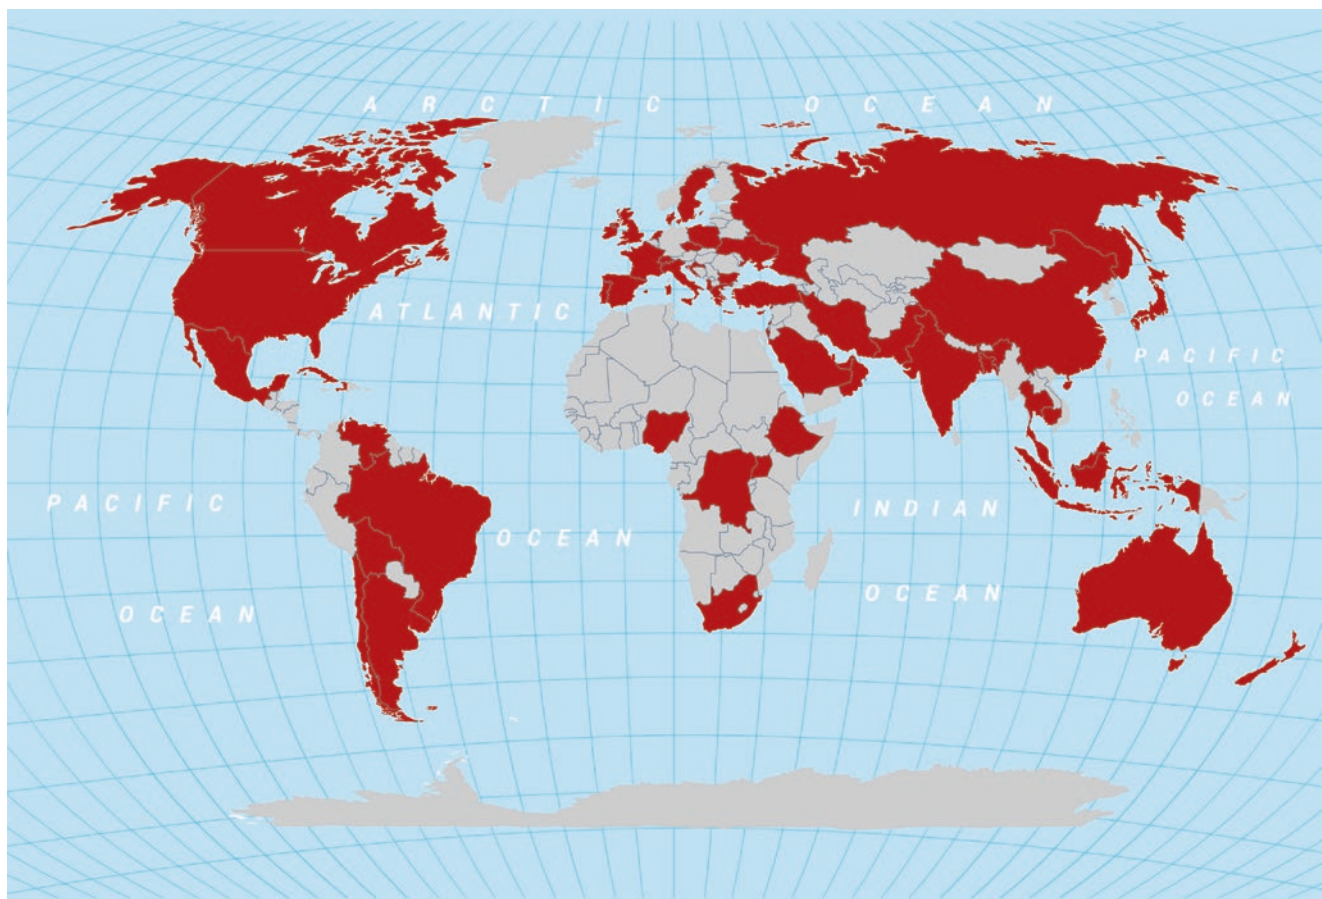 ARCTIC OCEAN
ATLANTIC
OCEAN
PACIFIC
OCEAN
PACIFIC
OCEAN
INDIAN
OCEAN